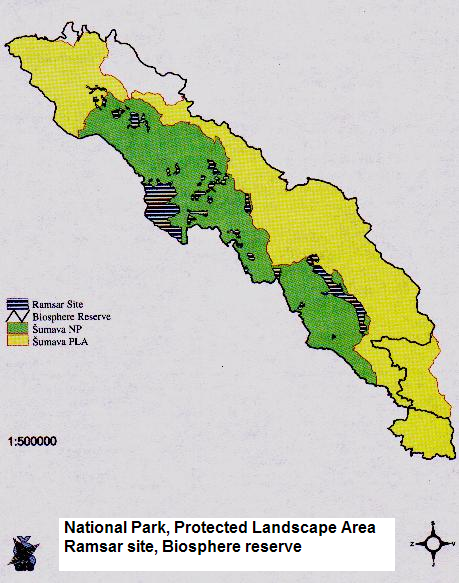 Ramsar Site
Biosphere Reserve
Šumava NP
Šumava PLA
1:500000
National Park, Protected Landscape Area
Ramsar site, Biosphere reserve
Z
V